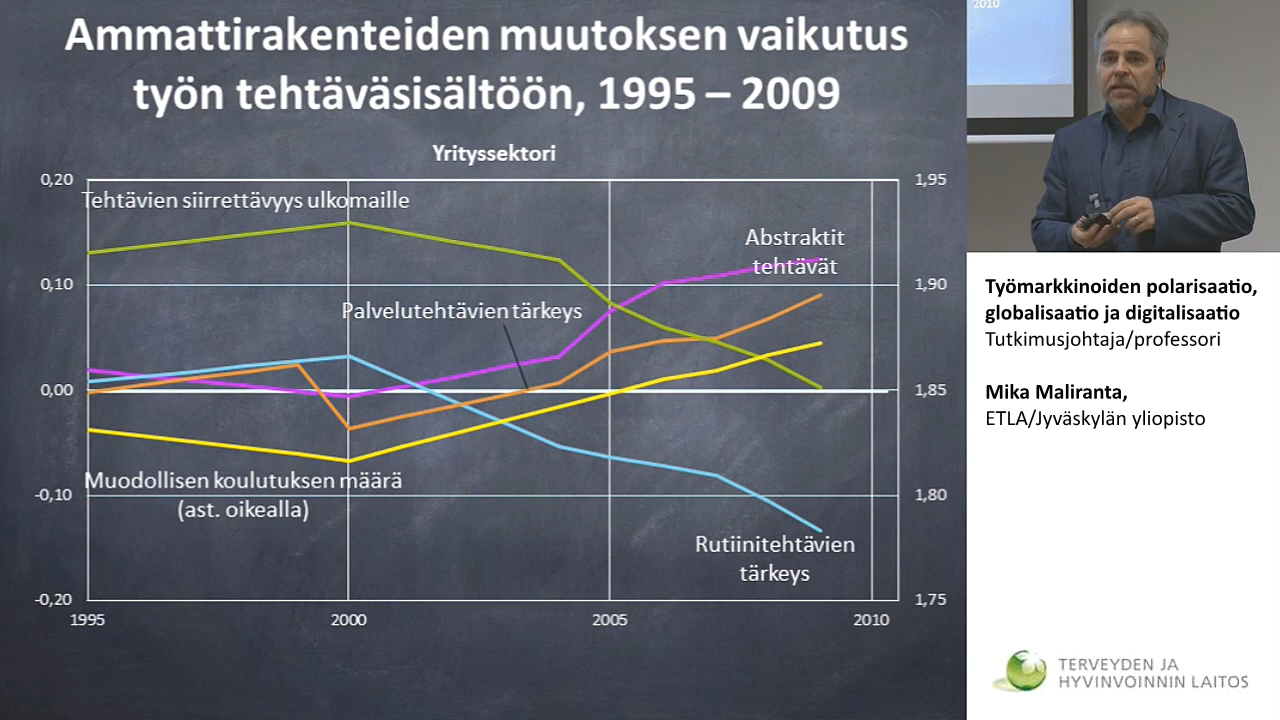 Ammattirakenteiden muutoksen vaikutus
työn tehtäväsisältöön, 1995 – 2009
Yrityssektori
0,20
0,10
0,00
-0,10
-0,20
1,95
1,90
1,85
1,80
1,75
1995
2000
2005
2010
Tehtävien siirrettävyys ulkomaille
Abstraktit
tehtävät
Palvelutehtävien tärkeys
Muodollisen koulutuksen määrä
(ast. oikealla)
Rutiinitehtävien
tärkeys
2010
Työmarkkinoiden polarisaatio,
globalisaatio ja digitalisaatio
Tutkimusjohtaja/professori
Mika Maliranta,
ETLA/Jyväskylän yliopisto
TERVEYDEN JA
HYVINVOINNIN LAITOS